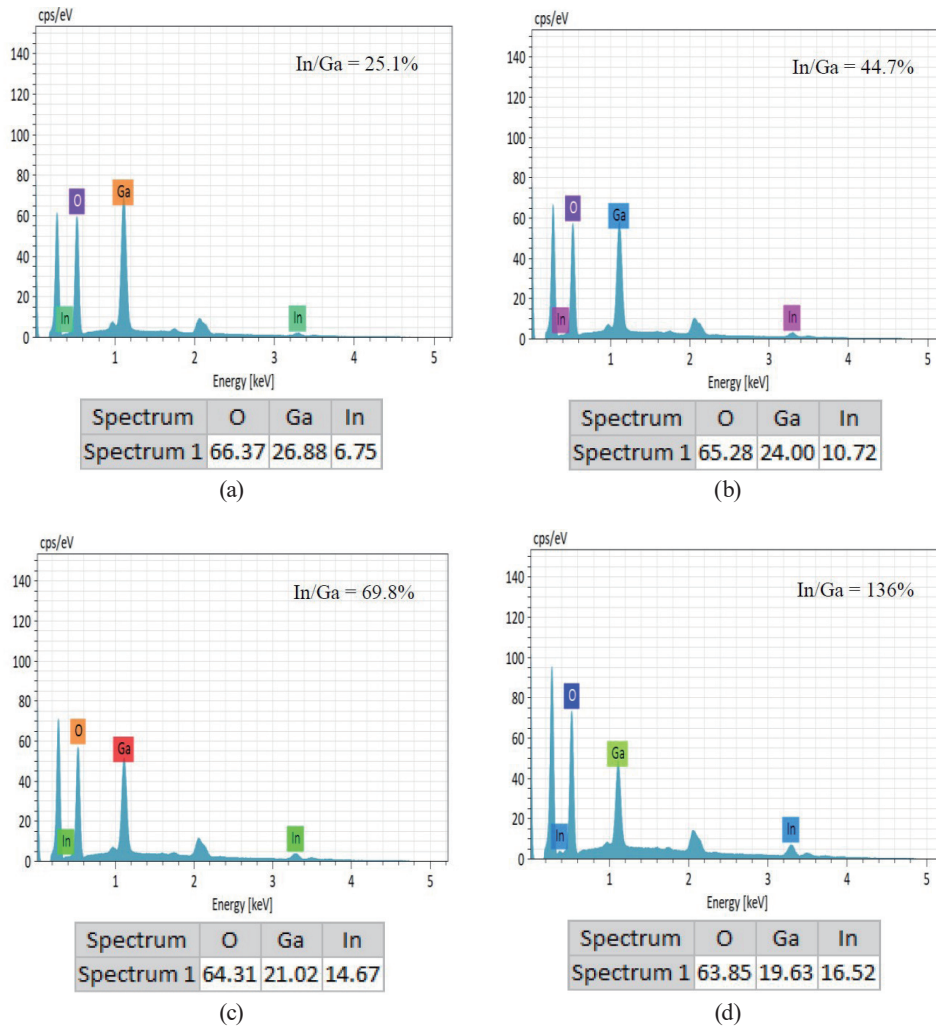 cps/eV
In/Ga = 25.1%
140
120
100
80
60
40
20
0
O
Ga
In
In
1 2 3 4 5
Energy [keV]
Spectrum O Ga In
Spectrum 1 66.37 26.88 6.75
(a)
cps/eV
In/Ga = 44.7%
140
120
100
80
60
40
20
0
O
Ga
In
In
1 2 3 4 5
Energy [keV]
Spectrum O Ga In
Spectrum 1 65.28 24.00 10.72
(b)
cps/eV
In/Ga = 69.8%
140
120
100
80
60
40
20
0
O
Ga
In
In
1 2 3 4 5
Energy [keV]
Spectrum O Ga In
Spectrum 1 64.31 21.02 14.67
(c)
cps/eV
In/Ga = 136%
140
120
100
80
60
40
20
0
O
Ga
In
In
1 2 3 4 5
Energy [keV]
Spectrum O Ga In
Spectrum 1 63.85 19.63 16.52
(d)